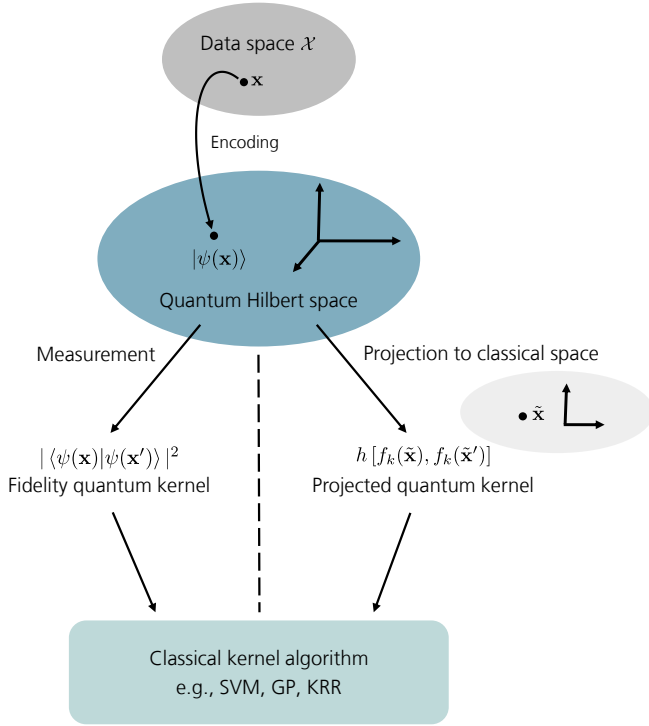 Data space 𝒳
x
Encoding
|ψ(x)⟩
Quantum Hilbert space
Measurement
Projection to classical space
x̃
|⟨ψ(x)|ψ(x′)⟩|²
h [f_k(x̃), f_k(x̃′)]
Fidelity quantum kernel
Projected quantum kernel
Classical kernel algorithm
e.g., SVM, GP, KRR